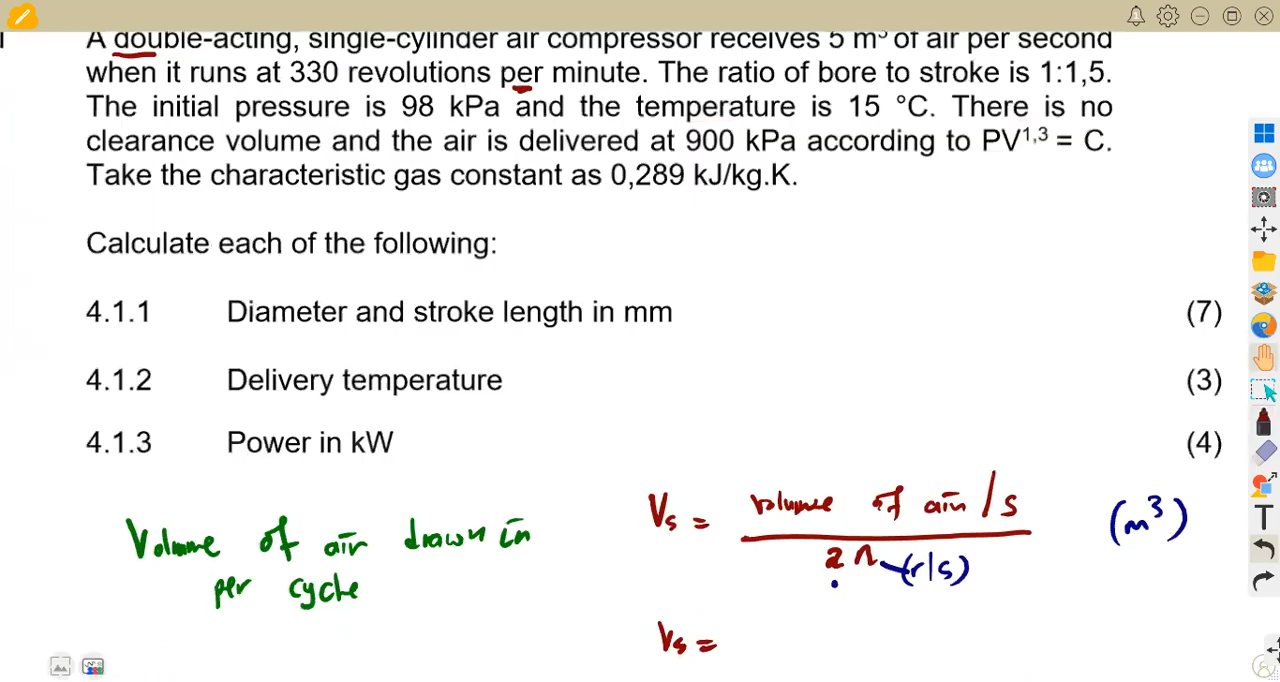 A double-acting, single-cylinder air compressor receives 5 m³ of air per second
when it runs at 330 revolutions per minute. The ratio of bore to stroke is 1:1,5.
The initial pressure is 98 kPa and the temperature is 15 °C. There is no
clearance volume and the air is delivered at 900 kPa according to PV¹,³ = C.
Take the characteristic gas constant as 0,289 kJ/kg.K.
Calculate each of the following:
4.1.1 Diameter and stroke length in mm (7)
4.1.2 Delivery temperature (3)
4.1.3 Power in kW (4)
Volume of air drawn in
per cycle
Vs = volume of air/s (m³)
2 n (r/s)
Vs =